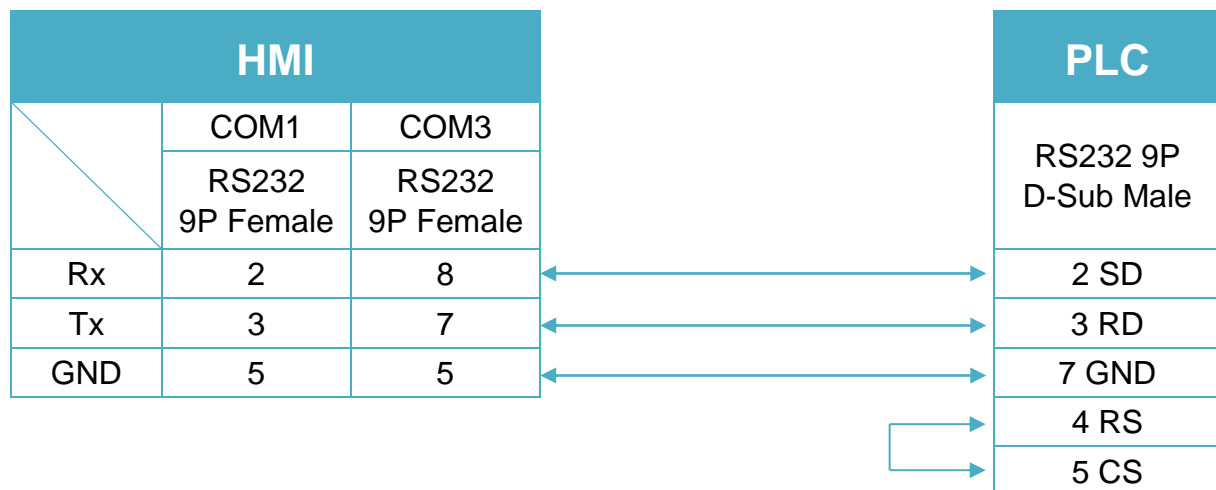 HMI
PLC
COM1 COM3
RS232
9P Female
RS232
9P Female
RS232 9P
D-Sub Male
Rx 2 8 2 SD
Tx 3 7 3 RD
GND 5 5 7 GND
4 RS
5 CS